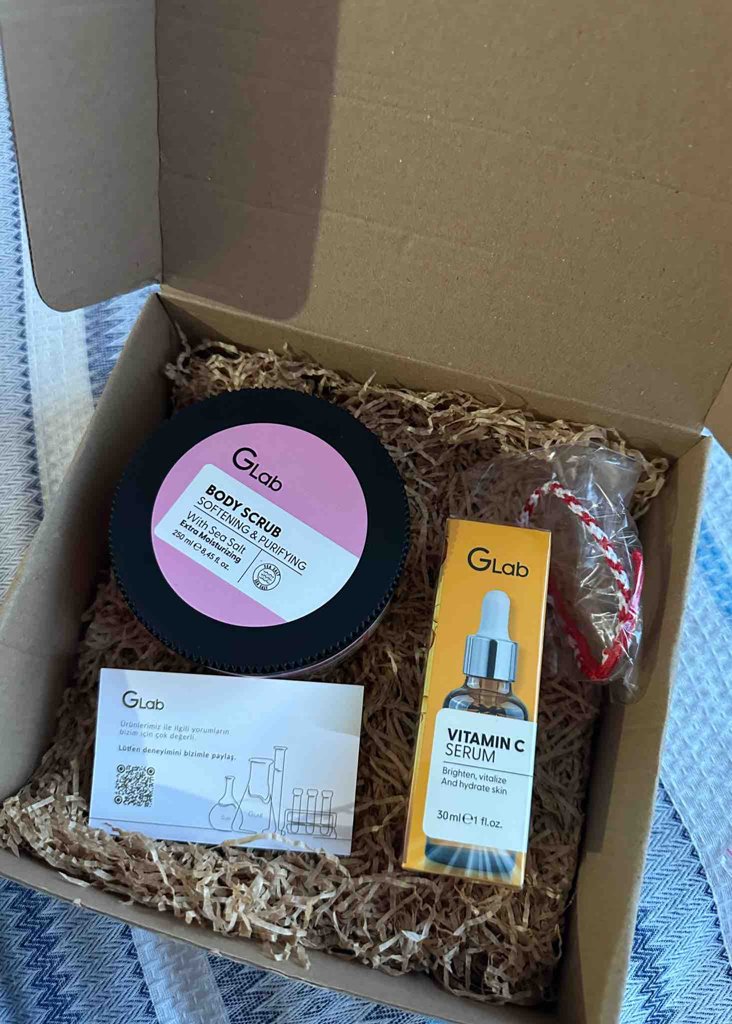 GLab
BODY SCRUB
SOFTENING & PURIFYING
With Sea Salt
Extra Moisturizing
250 ml ℮ 8,45 fl. oz.
GLab
VITAMIN C
SERUM
Brighten, vitalize
And hydrate skin
30ml ℮ 1 fl.oz.
GLab
Ürünlerimiz ile ilgili yorumların
bizim için çok değerli.
Lütfen deneyimini bizimle paylaş.